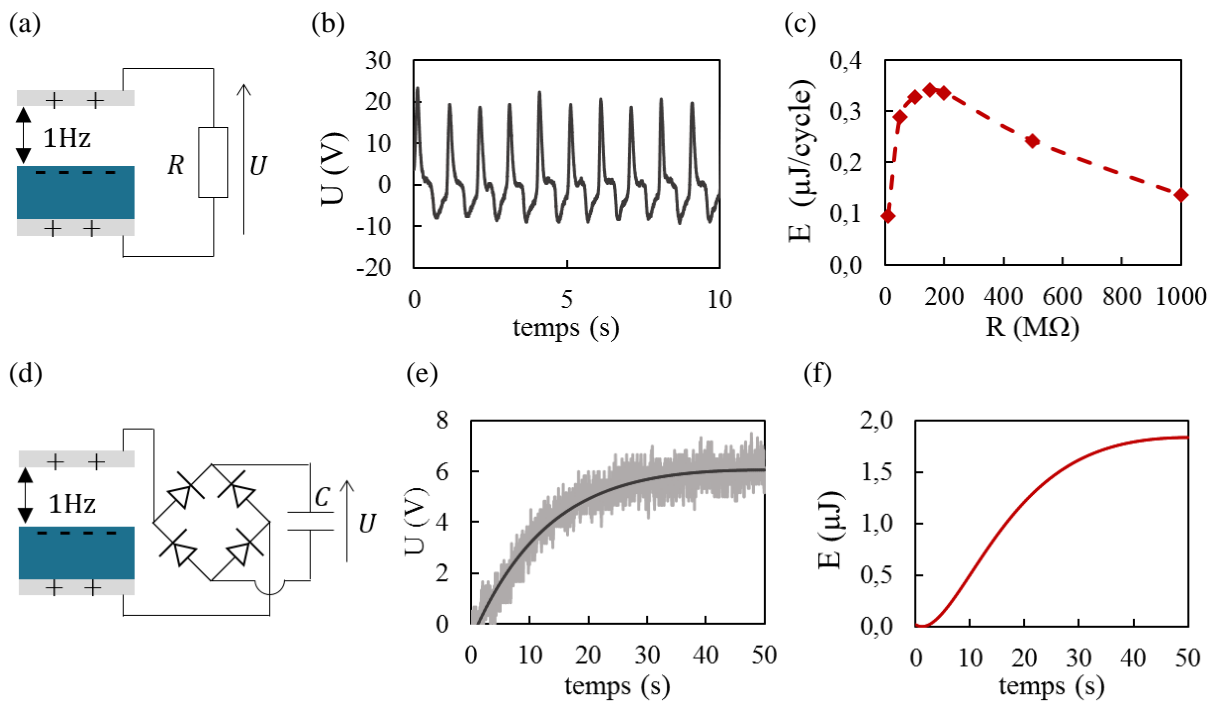 (a)
+ +
1Hz
- - - - -
+ +
R
U
(b)
30
20
10
0
-10
-20
U (V)
0 5 10
temps (s)
(c)
0,4
0,3
0,2
0,1
0,0
E (µJ/cycle)
0 200 400 600 800 1000
R (MΩ)
(d)
+ +
1Hz
- - - - -
+ +
C
U
(e)
8
6
4
2
0
U (V)
0 10 20 30 40 50
temps (s)
(f)
2,0
1,5
1,0
0,5
0,0
E (µJ)
0 10 20 30 40 50
temps (s)